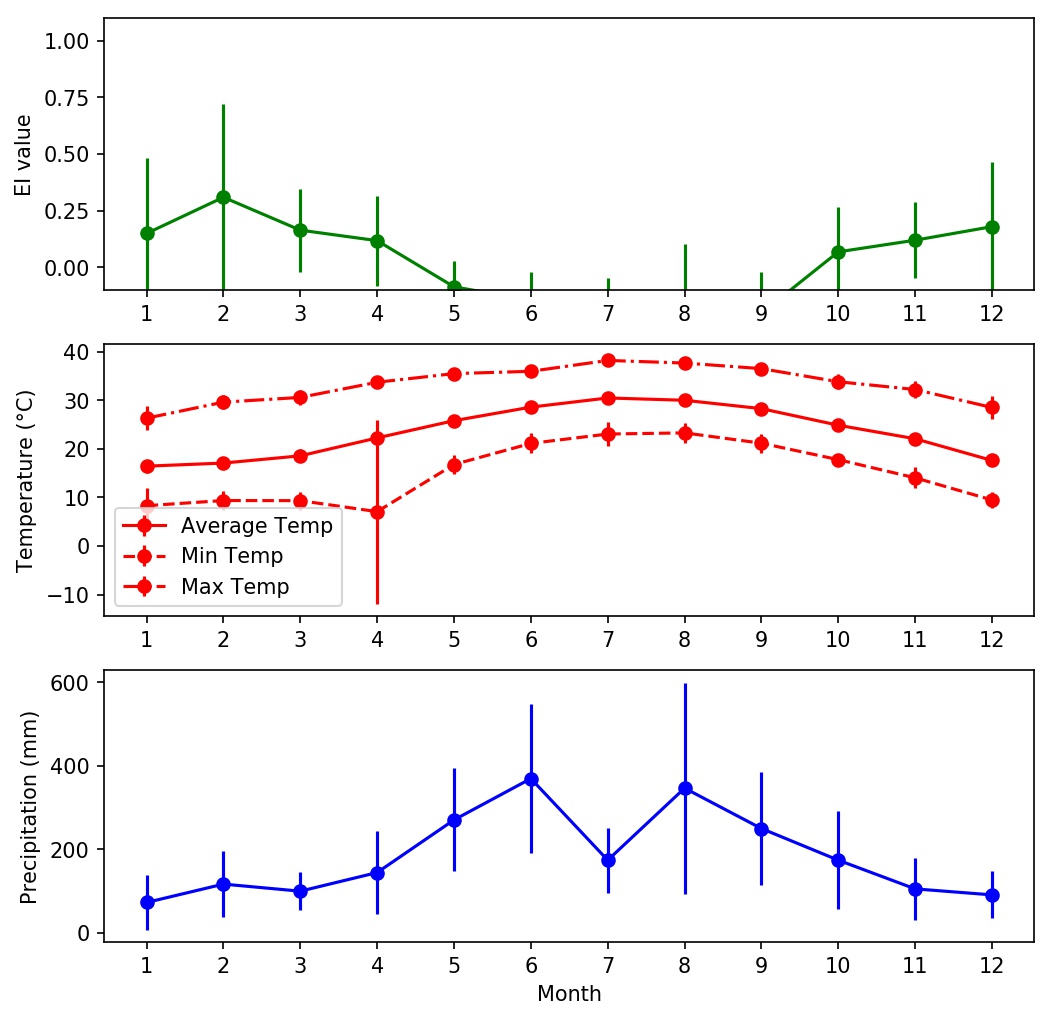 1.00
0.75
0.50
0.25
0.00
EI value
1 2 3 4 5 6 7 8 9 10 11 12
40
30
20
10
0
−10
Temperature (°C)
Average Temp
Min Temp
Max Temp
1 2 3 4 5 6 7 8 9 10 11 12
600
400
200
0
Precipitation (mm)
1 2 3 4 5 6 7 8 9 10 11 12
Month